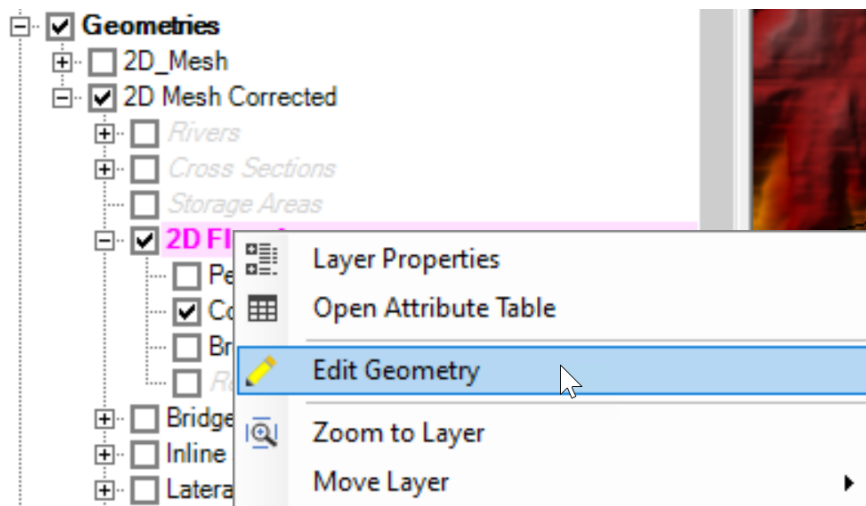 Geometries
2D_Mesh
2D Mesh Corrected
Rivers
Cross Sections
Storage Areas
2D Fl
Layer Properties
Pe
Open Attribute Table
Co
Br
Edit Geometry
Bridge
Zoom to Layer
Inline
Move Layer
Latera